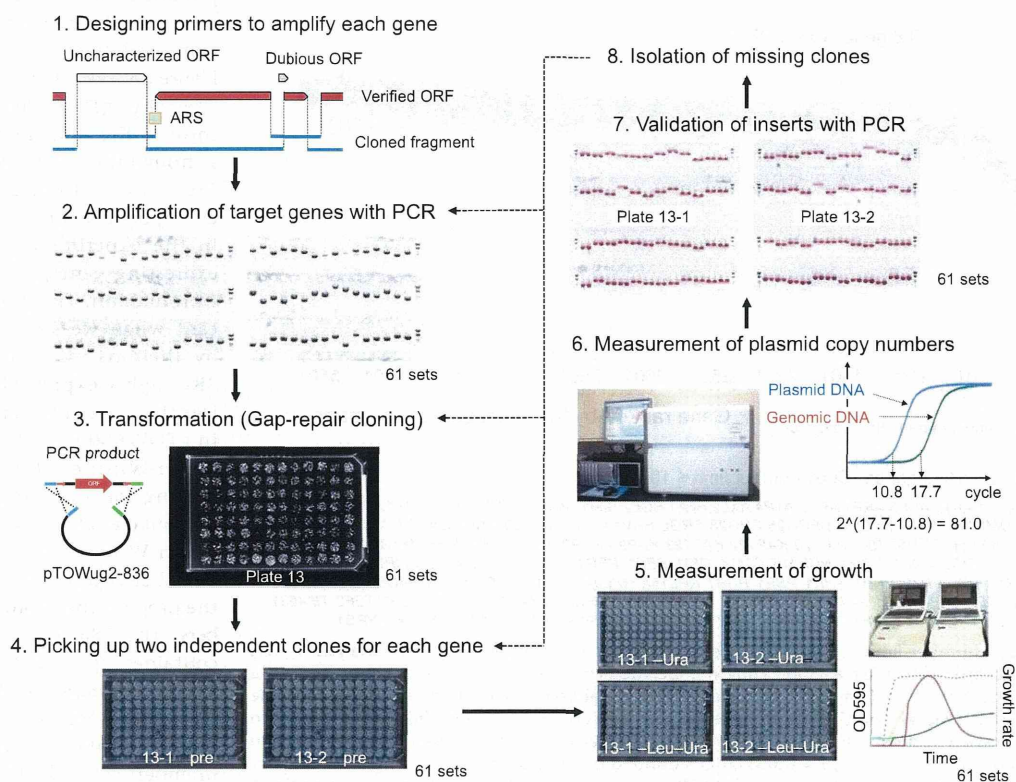 1. Designing primers to amplify each gene
Uncharacterized ORF
Dubious ORF
Verified ORF
ARS
Cloned fragment
2. Amplification of target genes with PCR
61 sets
3. Transformation (Gap-repair cloning)
PCR product
ORF
pTOWug2-836
Plate 13
61 sets
4. Picking up two independent clones for each gene
13-1 pre
13-2 pre
61 sets
5. Measurement of growth
13-1 –Ura
13-2 –Ura
13-1 –Leu–Ura
13-2 –Leu–Ura
OD595
Growth rate
Time
61 sets
6. Measurement of plasmid copy numbers
Plasmid DNA
Genomic DNA
10.8
17.7
cycle
2^(17.7-10.8) = 81.0
7. Validation of inserts with PCR
Plate 13-1
Plate 13-2
61 sets
8. Isolation of missing clones